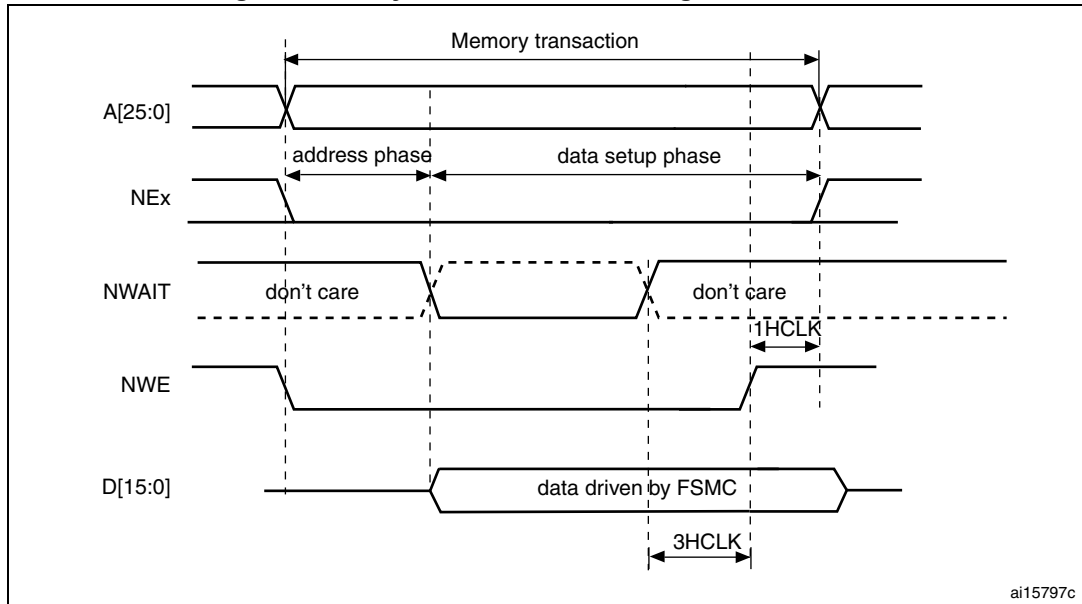 Memory transaction
A[25:0]
address phase
data setup phase
NEx
NWAIT
don't care
don't care
1HCLK
NWE
D[15:0]
data driven by FSMC
3HCLK
ai15797c